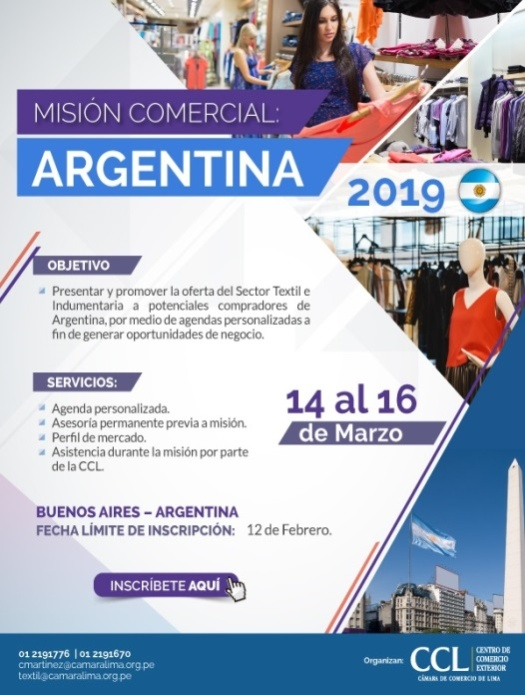 MISIÓN COMERCIAL:
ARGENTINA
2019
OBJETIVO
Presentar y promover la oferta del Sector Textil e
Indumentaria a potenciales compradores de
Argentina, por medio de agendas personalizadas a
fin de generar oportunidades de negocio.
SERVICIOS:
Agenda personalizada.
Asesoría permanente previa a misión.
Perfil de mercado.
Asistencia durante la misión por parte
de la CCL.
14 al 16
de Marzo
BUENOS AIRES – ARGENTINA
FECHA LÍMITE DE INSCRIPCIÓN: 12 de Febrero.
INSCRÍBETE AQUÍ
01 2191776 | 01 2191670
cmartinez@camaralima.org.pe
textil@camaralima.org.pe
Organizan:
CCL
CENTRO DE
COMERCIO
EXTERIOR
CÁMARA DE COMERCIO DE LIMA